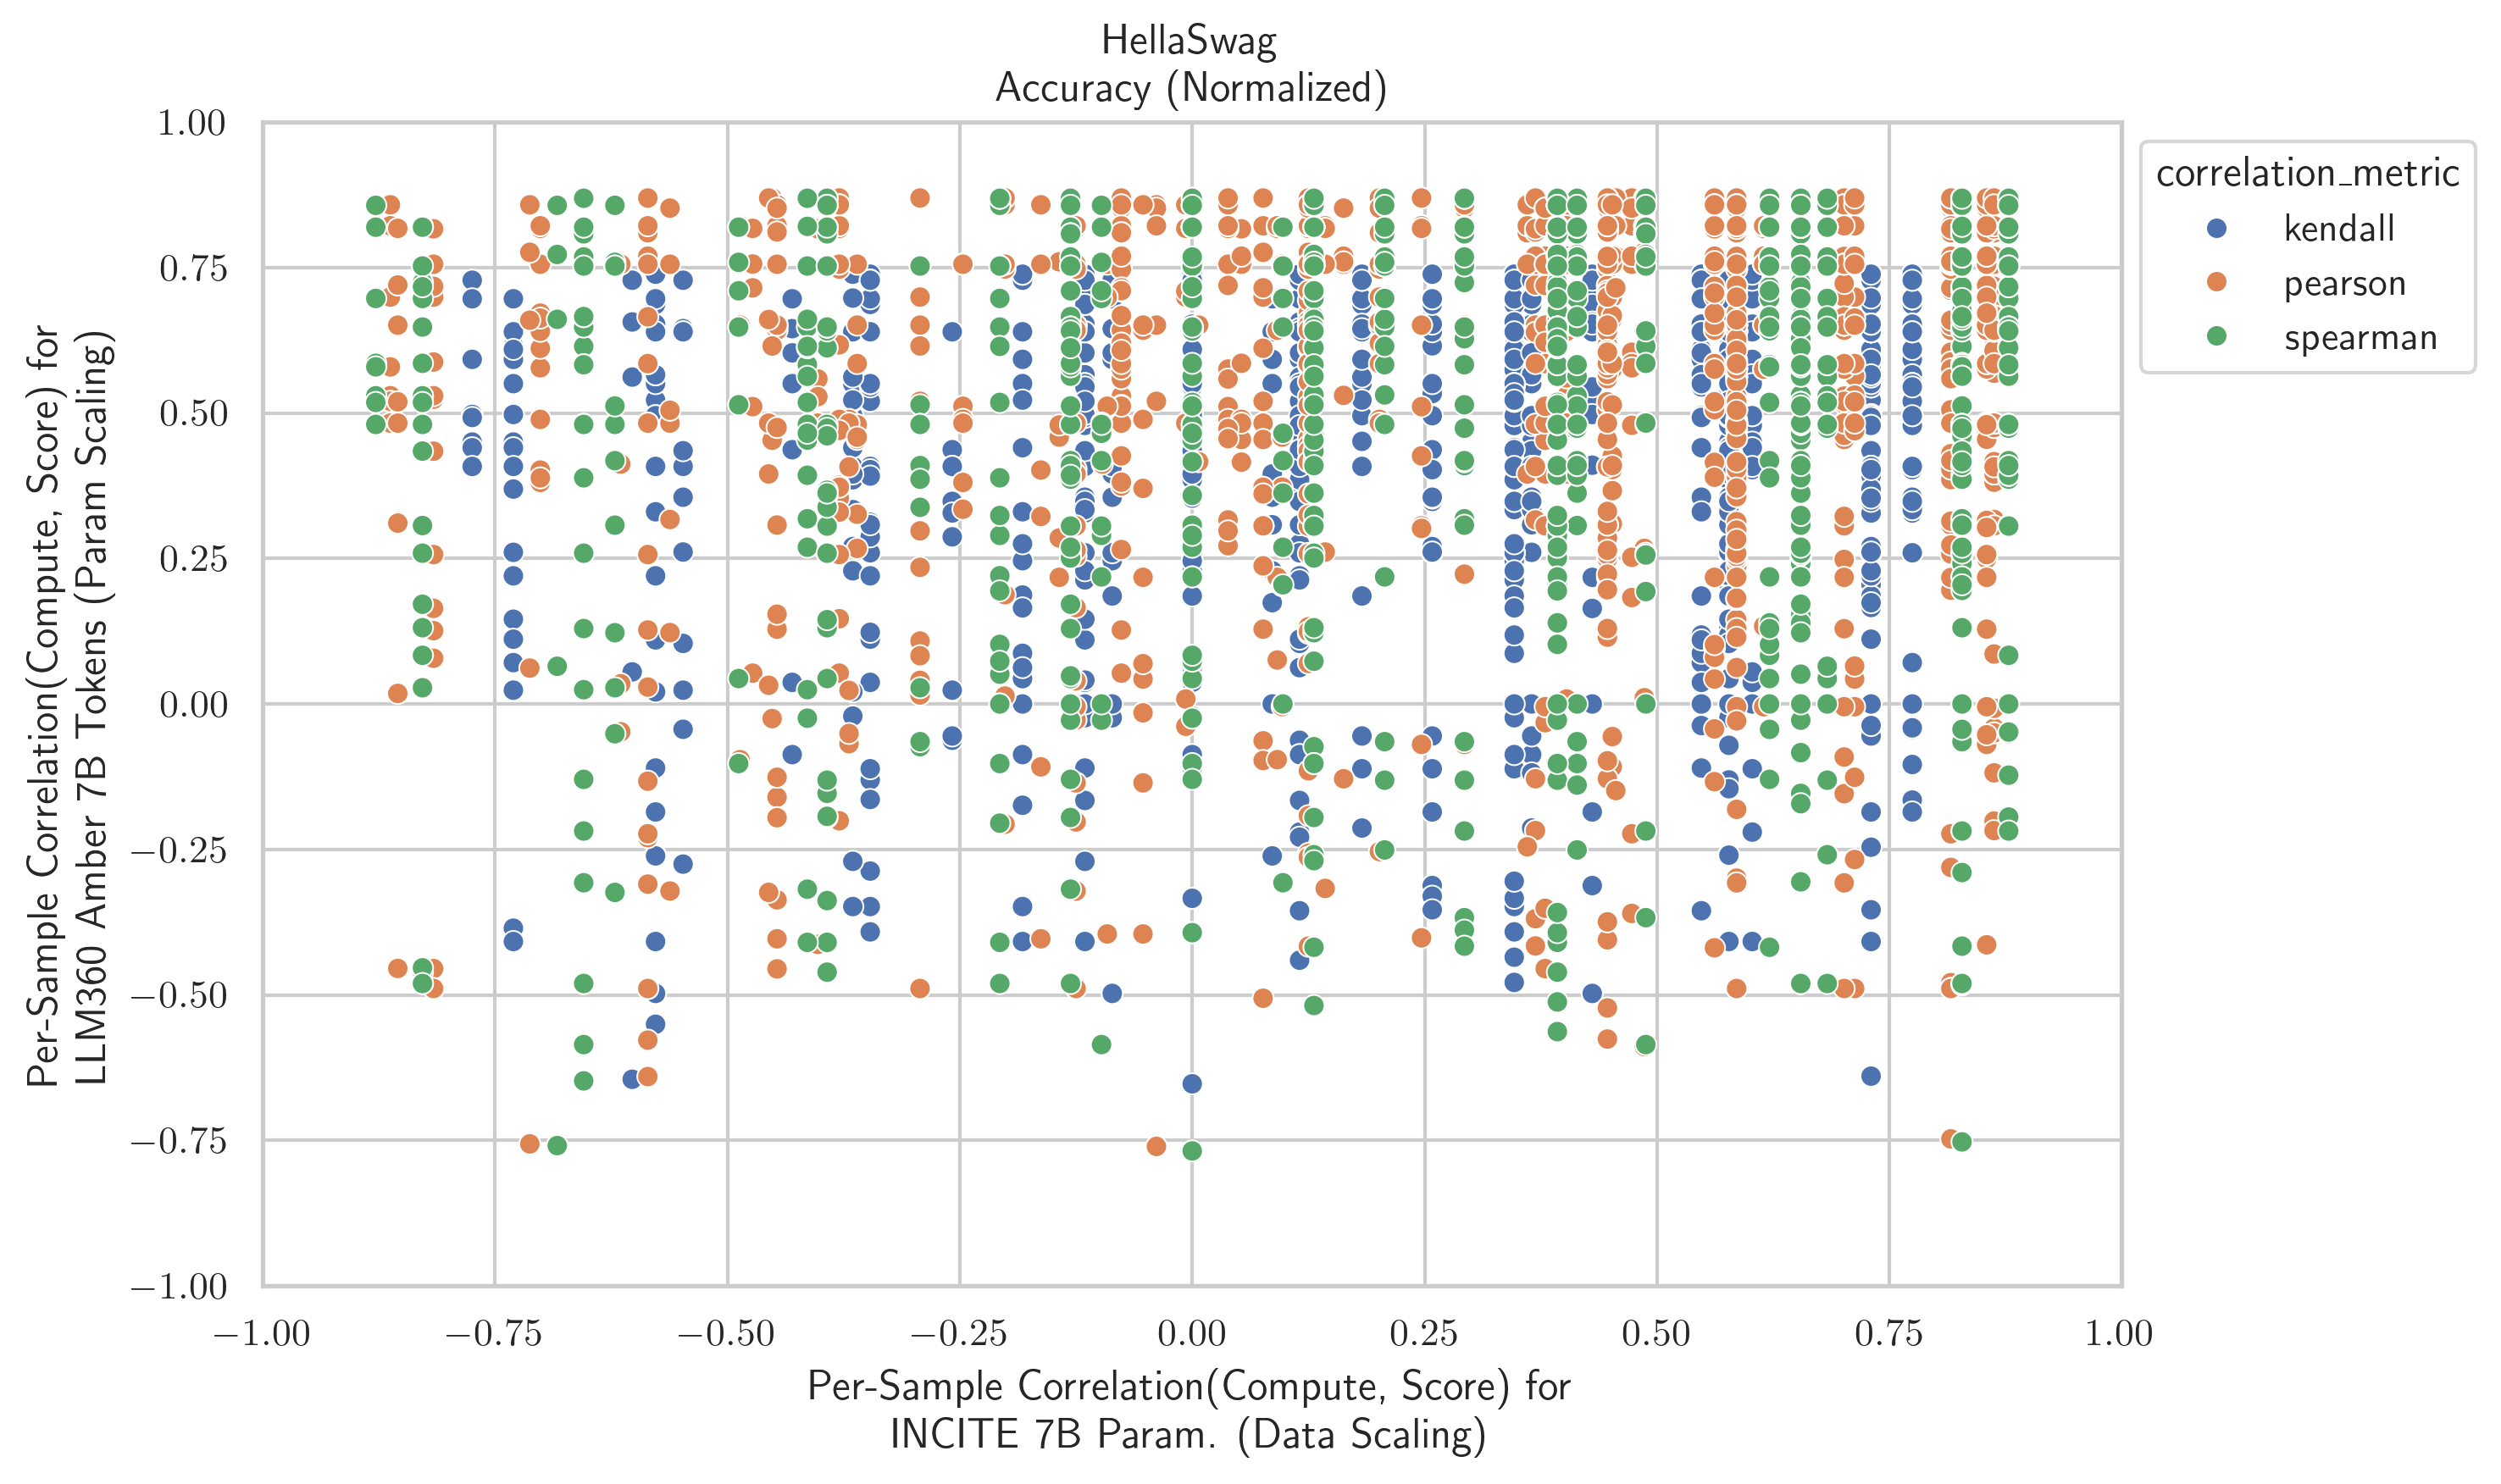 HellaSwag
Accuracy (Normalized)
1.00
0.75
0.50
0.25
0.00
−0.25
−0.50
−0.75
−1.00
Per-Sample Correlation(Compute, Score) for
LLM360 Amber 7B Tokens (Param Scaling)
correlation_metric
kendall
pearson
spearman
−1.00 −0.75 −0.50 −0.25 0.00 0.25 0.50 0.75 1.00
Per-Sample Correlation(Compute, Score) for
INCITE 7B Param. (Data Scaling)